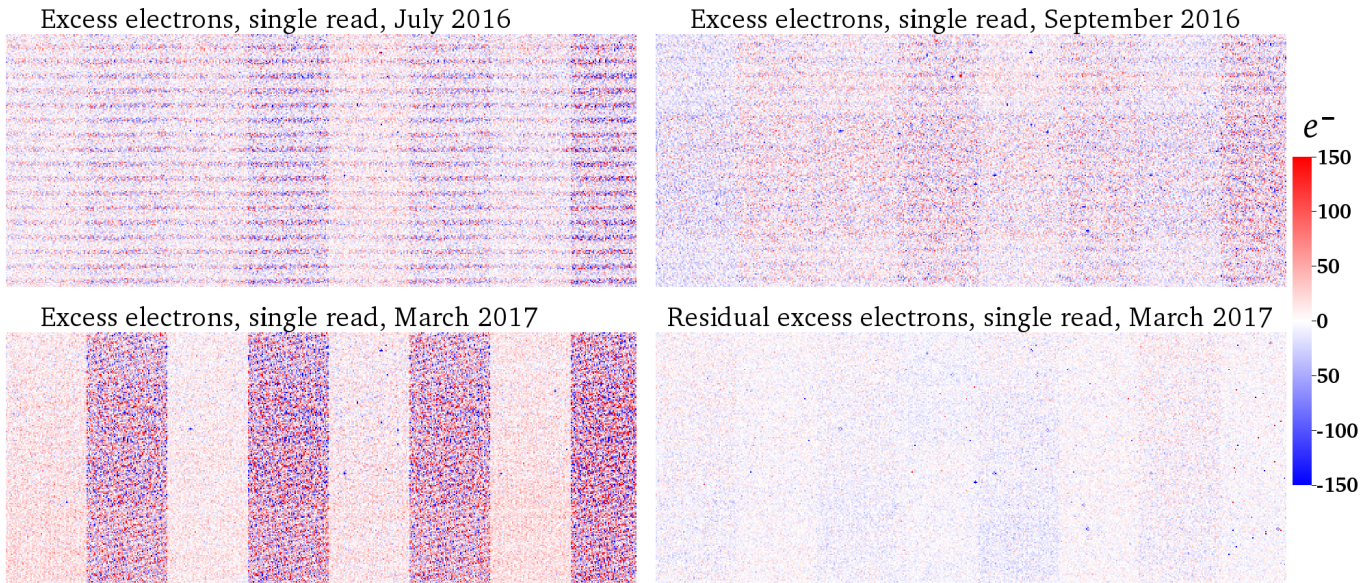 Excess electrons, single read, July 2016
Excess electrons, single read, September 2016
Excess electrons, single read, March 2017
Residual excess electrons, single read, March 2017
e⁻
150
100
50
0
50
-100
-150